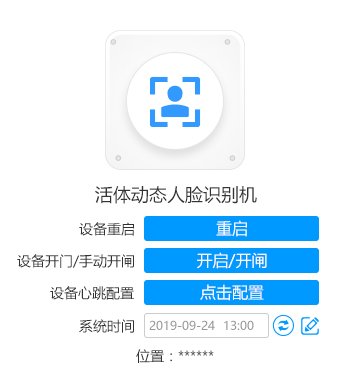 活体动态人脸识别机
设备重启 重启
设备开门/手动开闸 开启/开闸
设备心跳配置 点击配置
系统时间 2019-09-24 13:00
位置：******